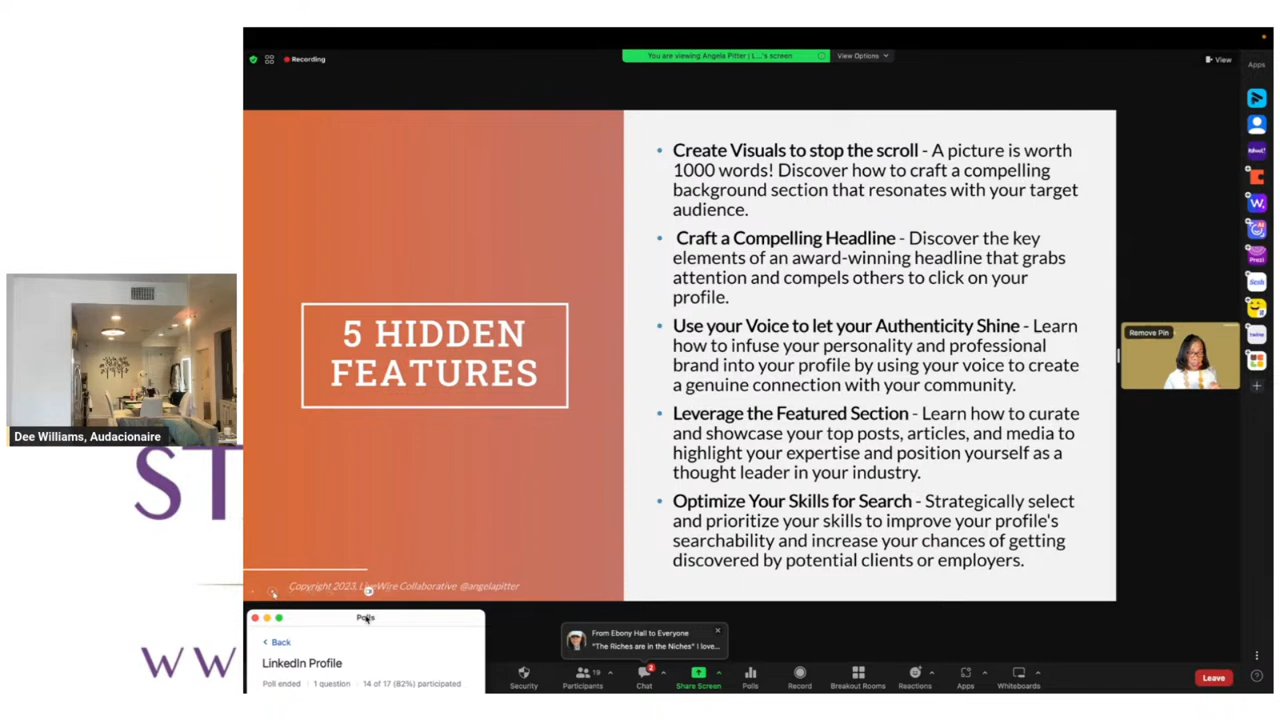 Recording
You are viewing Angela Pitter | L...'s screen
View Options
View
Apps
5 HIDDEN
FEATURES
Copyright 2023, LiveWire Collaborative @angelapitter
• Create Visuals to stop the scroll - A picture is worth
1000 words! Discover how to craft a compelling
background section that resonates with your target
audience.
• Craft a Compelling Headline - Discover the key
elements of an award-winning headline that grabs
attention and compels others to click on your
profile.
• Use your Voice to let your Authenticity Shine - Learn
how to infuse your personality and professional
brand into your profile by using your voice to create
a genuine connection with your community.
• Leverage the Featured Section - Learn how to curate
and showcase your top posts, articles, and media to
highlight your expertise and position yourself as a
thought leader in your industry.
• Optimize Your Skills for Search - Strategically select
and prioritize your skills to improve your profile's
searchability and increase your chances of getting
discovered by potential clients or employers.
Remove Pin
Dee Williams, Audacionaire
ST
WW
Polls
< Back
LinkedIn Profile
Poll ended | 1 question | 14 of 17 (82%) participated
From Ebony Hall to Everyone
"The Riches are in the Niches" I love...
Security
Participants
19
Chat
2
Share Screen
Polls
Record
Breakout Rooms
Reactions
Apps
Whiteboards
Leave